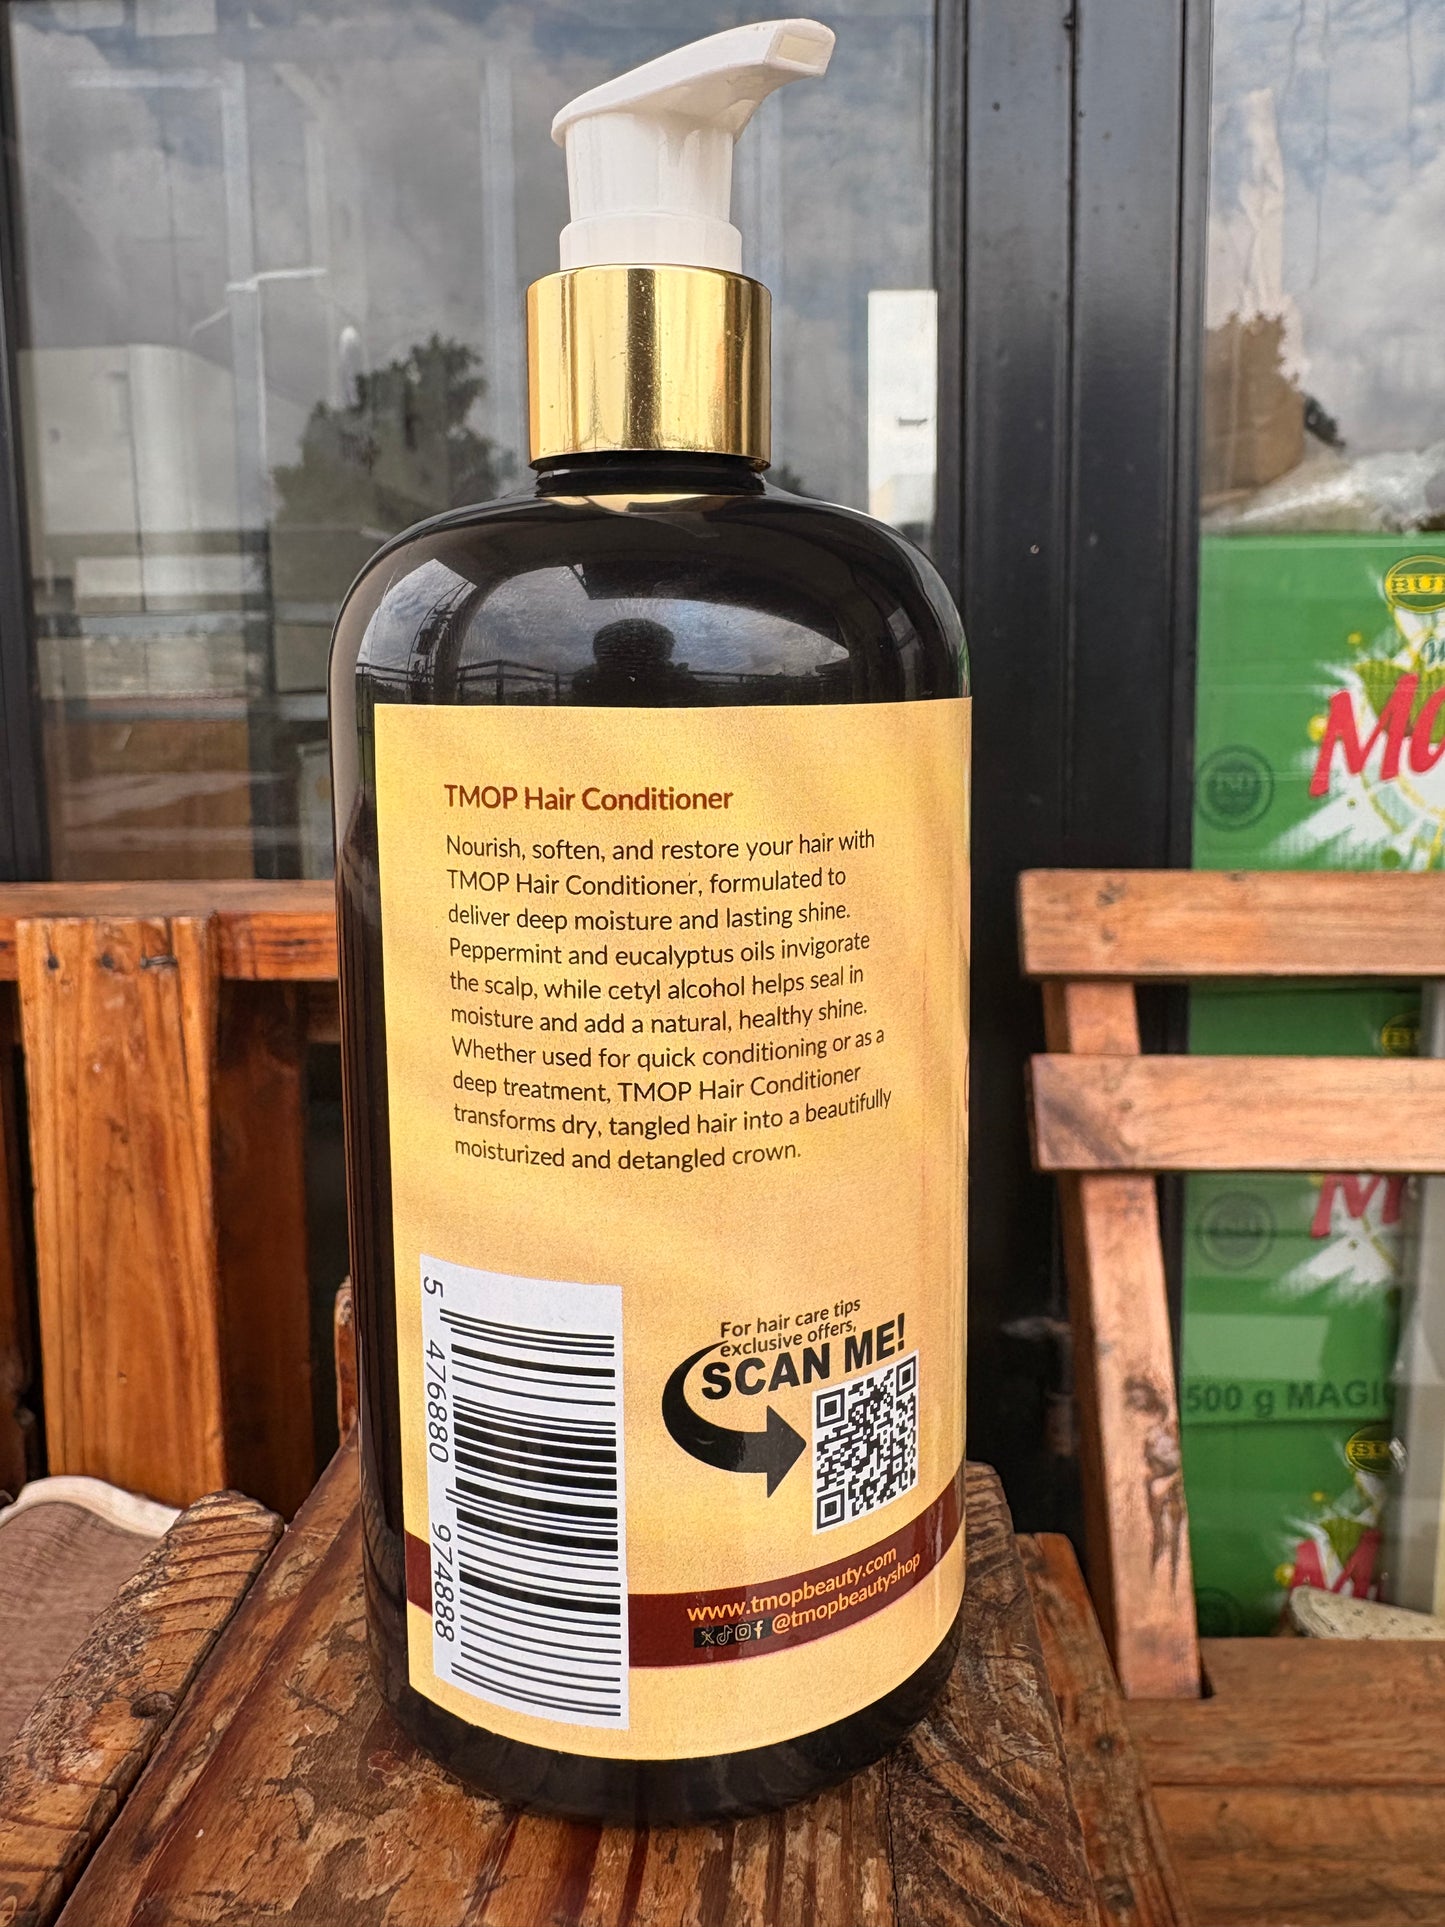 TMOP Hair Conditioner
Nourish, soften, and restore your hair with
TMOP Hair Conditioner, formulated to
deliver deep moisture and lasting shine.
Peppermint and eucalyptus oils invigorate
the scalp, while cetyl alcohol helps seal in
moisture and add a natural, healthy shine.
Whether used for quick conditioning or as a
deep treatment, TMOP Hair Conditioner
transforms dry, tangled hair into a beautifully
moisturized and detangled crown.
5 476880 974888
For hair care tips
exclusive offers,
SCAN ME!
www.tmopbeauty.com
@tmopbeautyshop
500 g MAGI